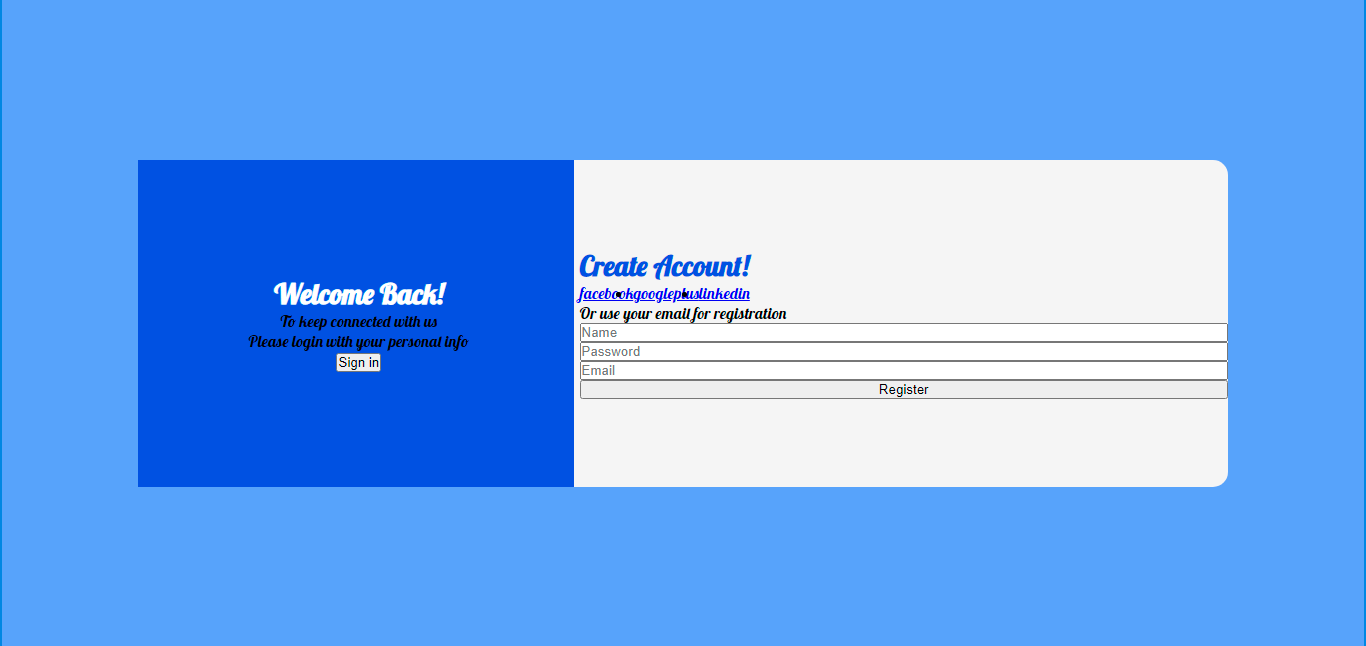 Welcome Back!
To keep connected with us
Please login with your personal info
Sign in
Create Account!
facebookgooglepluslinkedin
Or use your email for registration
Name
Password
Email
Register